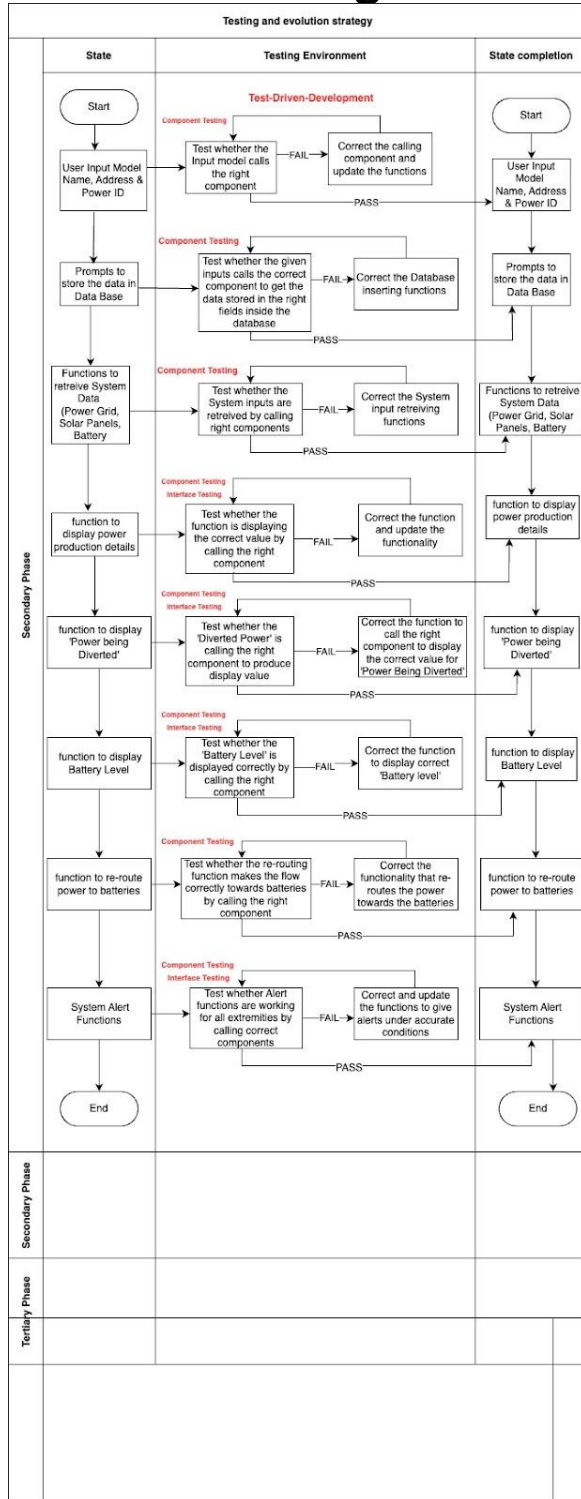 Testing and evolution strategy
State
Testing Environment
State completion
Secondary Phase
Start
User Input Model
Name, Address &
Power ID
Prompts to
store the data in
Data Base
Functions to
retreive System
Data
(Power Grid,
Solar Panels,
Battery
function to
display power
production details
function to display
'Power being
Diverted'
function to display
Battery Level
function to re-route
power to batteries
System Alert
Functions
End
Test-Driven-Development
Component Testing
Test whether the
Input model calls
the right
component
FAIL
Correct the calling
component and
update the functions
PASS
Component Testing
Test whether the given
inputs calls the correct
component to get the
data stored in the right
fields inside the
database
FAIL
Correct the Database
inserting functions
PASS
Component Testing
Test whether the
System inputs are
retreived by calling
right components
FAIL
Correct the System
input retreiving
functions
PASS
Component Testing
Interface Testing
Test whether the
function is displaying
the correct value by
calling the right
component
FAIL
Correct the function
and update the
functionality
PASS
Component Testing
Interface Testing
Test whether the
'Diverted Power' is
calling the right
component to produce
display value
FAIL
Correct the function to
call the right
component to display
the correct value for
'Power Being Diverted'
PASS
Component Testing
Interface Testing
Test whether the
'Battery Level' is
displayed correctly by
calling the right
component
FAIL
Correct the function
to display correct
'Battery level'
PASS
Component Testing
Test whether the re-routing
function makes the flow
correctly towards batteries
by calling the right
component
FAIL
Correct the
functionality that re-
routes the power
towards the batteries
PASS
Component Testing
Interface Testing
Test whether Alert
functions are working
for all extremities by
calling correct
components
FAIL
Correct and update
the functions to give
alerts under accurate
conditions
PASS
Start
User Input
Model
Name, Address
& Power ID
Prompts to
store the data in
Data Base
Functions to retreive
System Data
(Power Grid, Solar
Panels, Battery
function to display
power production
details
function to display
'Power being
Diverted'
function to display
Battery Level
function to re-route
power to batteries
System Alert
Functions
End
Secondary Phase
Tertiary Phase